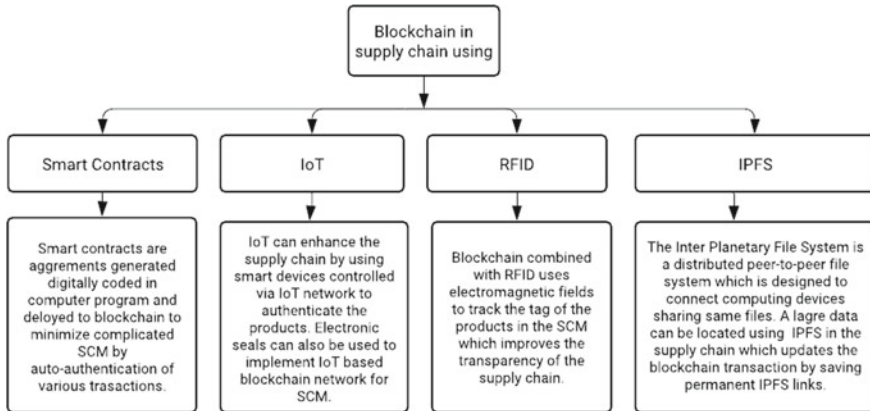 Blockchain in
supply chain using
Smart Contracts
IoT
RFID
IPFS
Smart contracts are
aggrements generated
digitally coded in
computer program and
deloyed to blockchain to
minimize complicated
SCM by
auto-authentication of
various trasactions.
IoT can enhance the
supply chain by using
smart devices controlled
via IoT network to
authenticate the
products. Electronic
seals can also be used to
implement IoT based
blockchain network for
SCM.
Blockchain combined
with RFID uses
electromagnetic fields
to track the tag of the
products in the SCM
which improves the
transparency of the
supply chain.
The Inter Planetary File System is
a distributed peer-to-peer file
system which is designed to
connect computing devices
sharing same files. A lagre data
can be located using IPFS in the
supply chain which updates the
blockchain transaction by saving
permanent IPFS links.